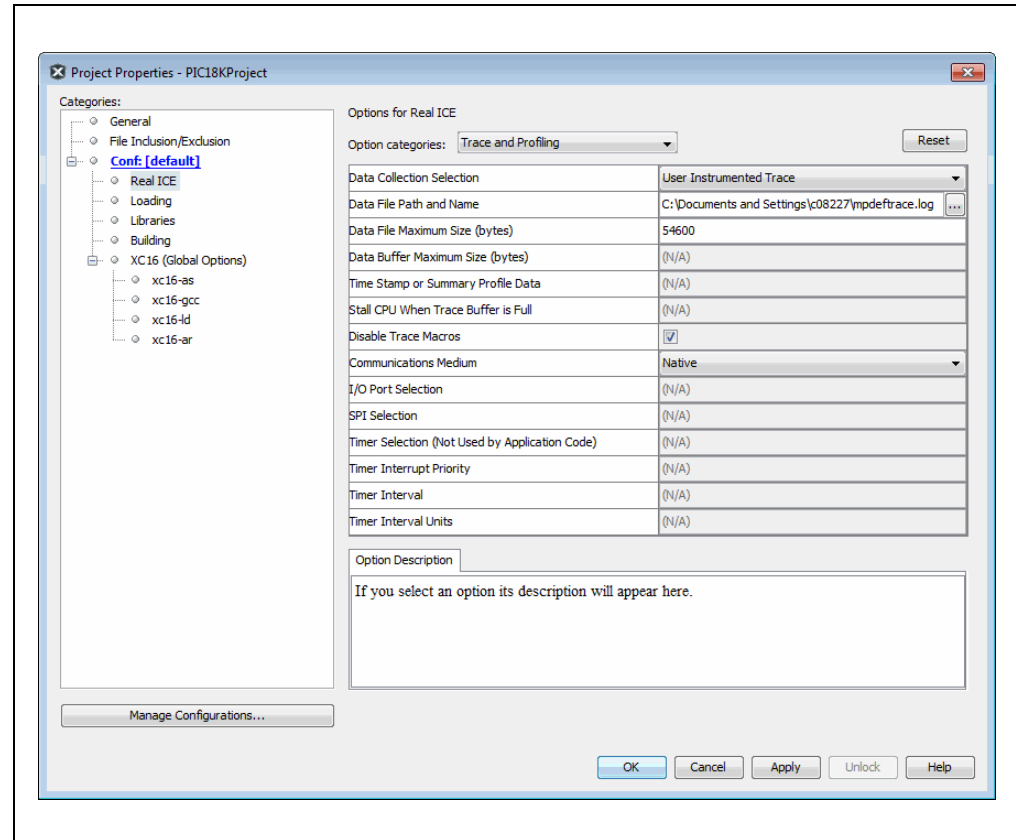 Project Properties - PIC18KProject
Categories:
General
File Inclusion/Exclusion
Conf: [default]
Real ICE
Loading
Libraries
Building
XC16 (Global Options)
xc16-as
xc16-gcc
xc16-ld
xc16-ar
Manage Configurations...
Options for Real ICE
Option categories: Trace and Profiling Reset
Data Collection Selection User Instrumented Trace
Data File Path and Name C:\Documents and Settings\c08227\mpdeftrace.log ...
Data File Maximum Size (bytes) 54600
Data Buffer Maximum Size (bytes) (N/A)
Time Stamp or Summary Profile Data (N/A)
Stall CPU When Trace Buffer is Full (N/A)
Disable Trace Macros
Communications Medium Native
I/O Port Selection (N/A)
SPI Selection (N/A)
Timer Selection (Not Used by Application Code) (N/A)
Timer Interrupt Priority (N/A)
Timer Interval (N/A)
Timer Interval Units (N/A)
Option Description
If you select an option its description will appear here.
OK Cancel Apply Unlock Help